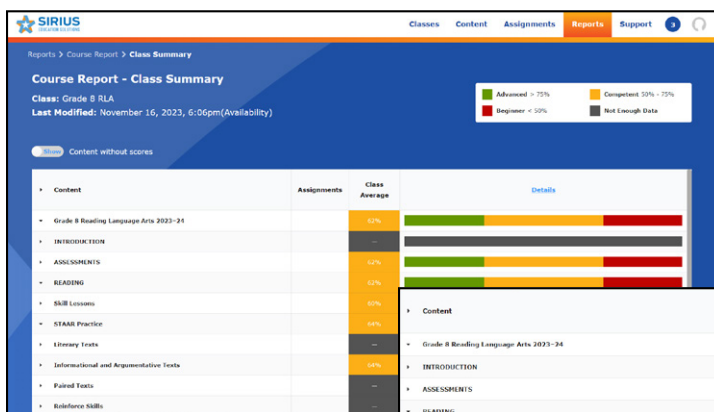 SIRIUS
EDUCATION SOLUTIONS
Classes Content Assignments Reports Support 3
Reports > Course Report > Class Summary
Course Report - Class Summary
Class: Grade 8 RLA
Last Modified: November 16, 2023, 6:06pm(Availability)
Advanced > 75% Competent 50% - 75%
Beginner < 50% Not Enough Data
Show Content without scores
Content Assignments Class Average Details
Grade 8 Reading Language Arts 2023-24 62%
INTRODUCTION --
ASSESSMENTS 62%
READING 62%
Skill Lessons
STAAR Practice 64%
Literary Texts --
Informational and Argumentative Texts 64%
Paired Texts --
Reinforce Skills --
Content
Grade 8 Reading Language Arts 2023-24
INTRODUCTION
ASSESSMENTS
READING